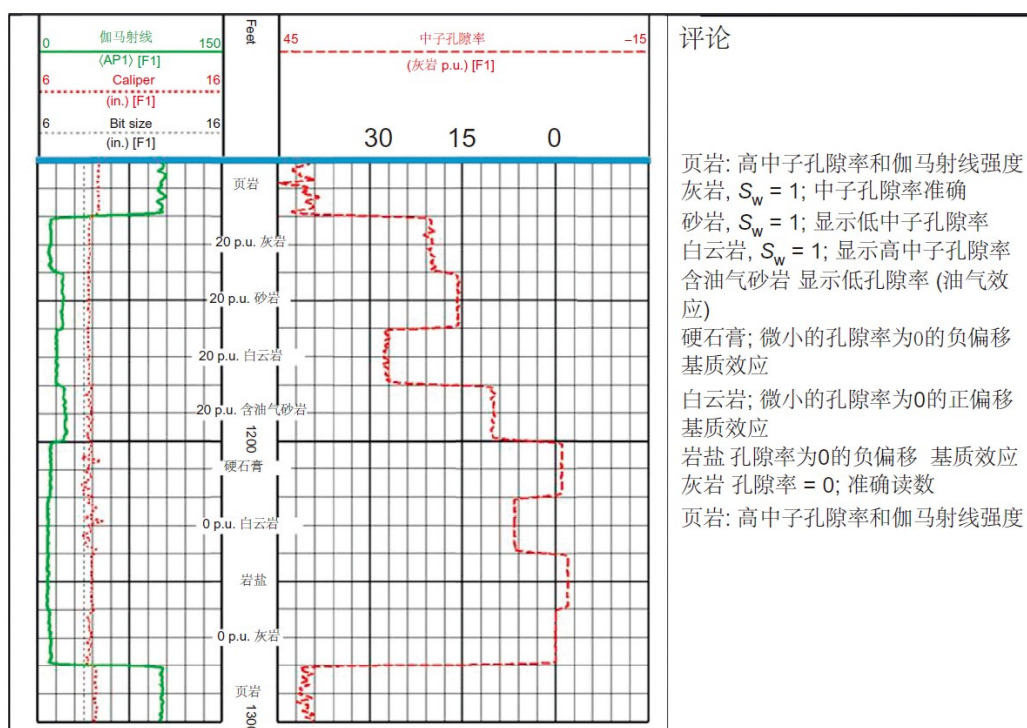 伽马射线
0 150
(AP1) [F1]
6 Caliper 16
(in.) [F1]
6 Bit size 16
(in.) [F1]
Feet
45 中子孔隙率 −15
(灰岩 p.u.) [F1]
30 15 0
页岩
20 p.u. 灰岩
20 p.u. 砂岩
20 p.u. 白云岩
20 p.u. 含油气砂岩
1200
硬石膏
0 p.u. 白云岩
岩盐
0 p.u. 灰岩
页岩
1300
评论
页岩: 高中子孔隙率和伽马射线强度
灰岩, Sw = 1; 中子孔隙率准确
砂岩, Sw = 1; 显示低中子孔隙率
白云岩, Sw = 1; 显示高中子孔隙率
含油气砂岩 显示低孔隙率 (油气效
应)
硬石膏; 微小的孔隙率为0的负偏移
基质效应
白云岩; 微小的孔隙率为0的正偏移
基质效应
岩盐 孔隙率为0的负偏移 基质效应
灰岩 孔隙率 = 0; 准确读数
页岩: 高中子孔隙率和伽马射线强度